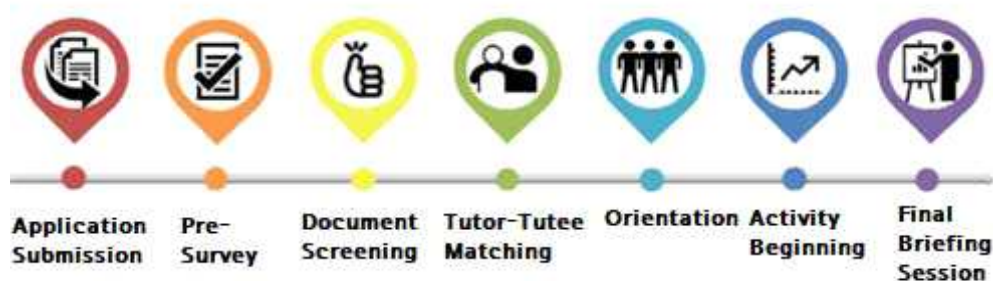 Application
Submission
Pre-
Survey
Document
Screening
Tutor-Tutee
Matching
Orientation
Activity
Beginning
Final
Briefing
Session